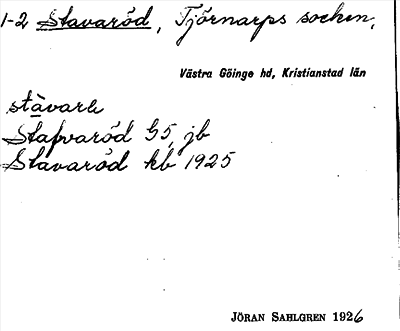 1-2 Stavaröd, Tjörnarps socken,
Västra Göinge hd, Kristianstad län
stävarö
Stafvaröd G5, jb
Stavaröd kb 1925
JÖRAN SAHLGREN 1926